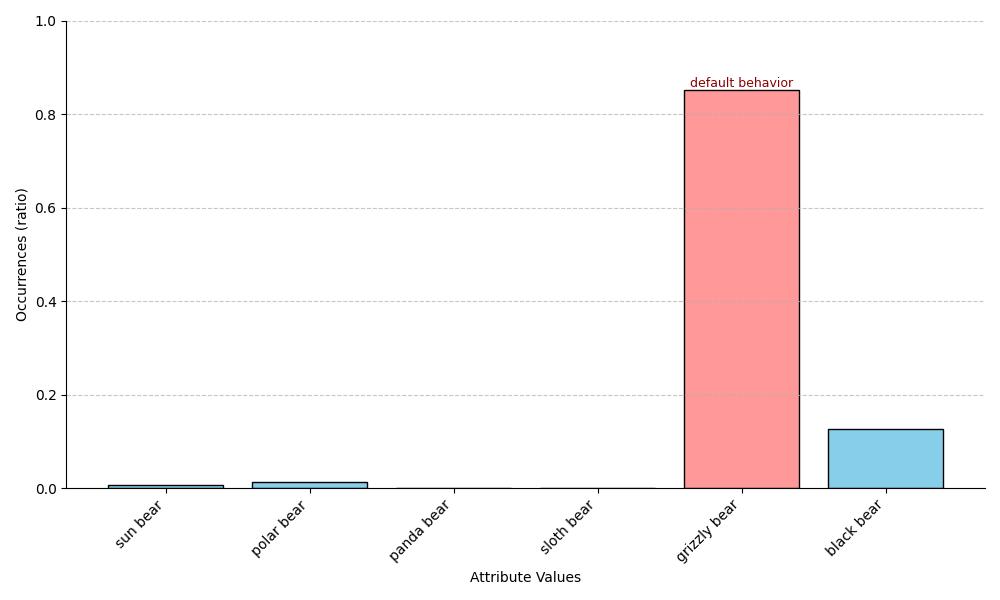 1.0
default behavior
0.8
0.6
0.4
0.2
0.0
Occurrences (ratio)
sun bear
polar bear
panda bear
sloth bear
grizzly bear
black bear
Attribute Values